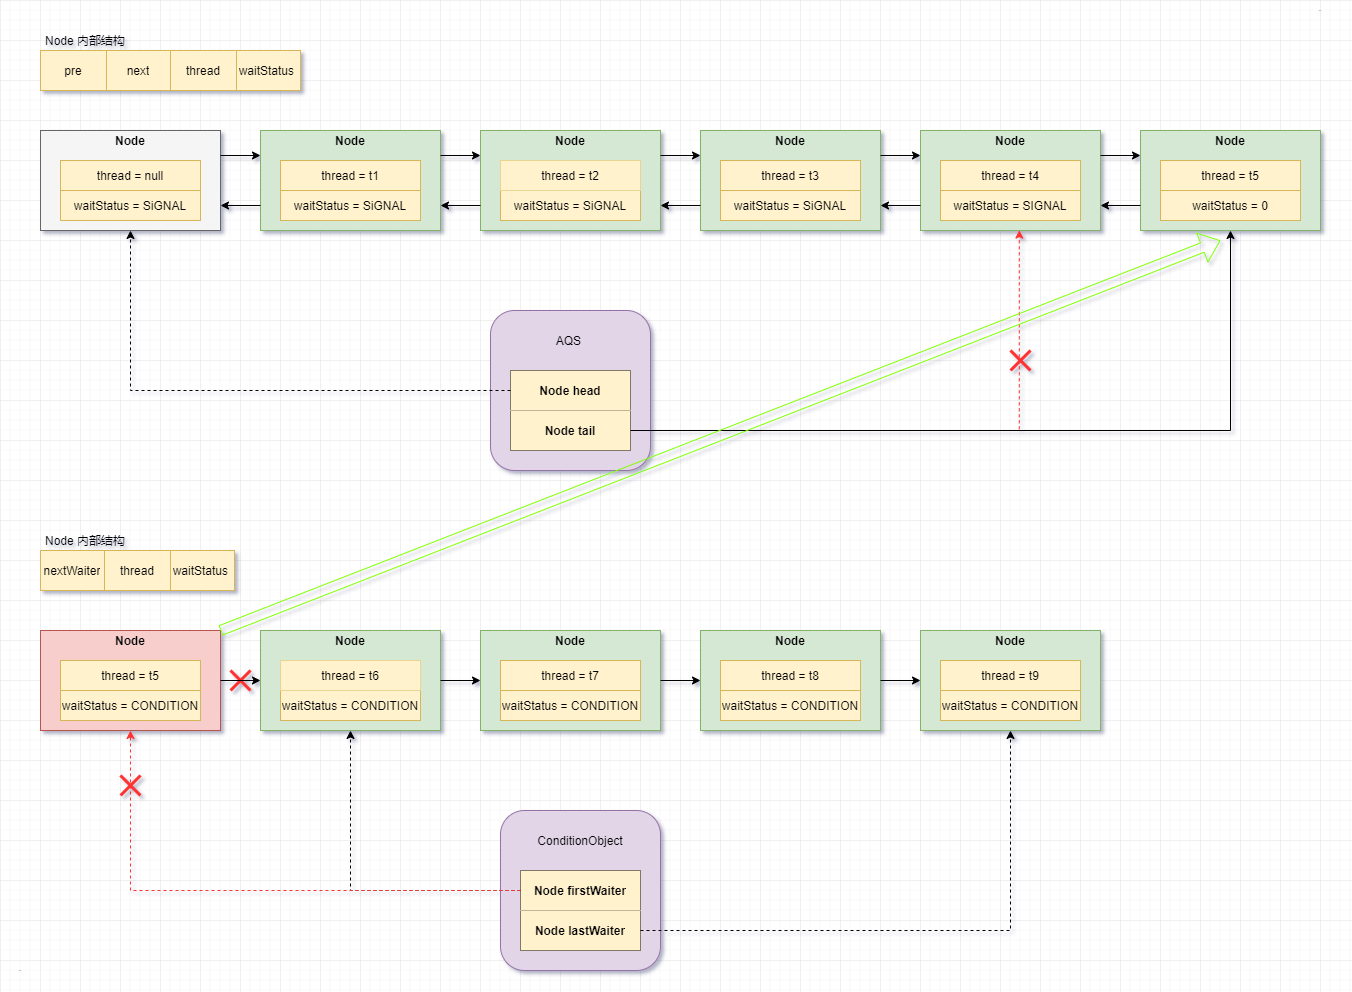 Node 内部结构
pre next thread waitStatus
Node Node Node Node Node Node
thread = null thread = t1 thread = t2 thread = t3 thread = t4 thread = t5
waitStatus = SiGNAL waitStatus = SiGNAL waitStatus = SiGNAL waitStatus = SiGNAL waitStatus = SIGNAL waitStatus = 0
AQS
Node head
Node tail
Node 内部结构
nextWaiter thread waitStatus
Node Node Node Node Node
thread = t5 thread = t6 thread = t7 thread = t8 thread = t9
waitStatus = CONDITION waitStatus = CONDITION waitStatus = CONDITION waitStatus = CONDITION waitStatus = CONDITION
ConditionObject
Node firstWaiter
Node lastWaiter